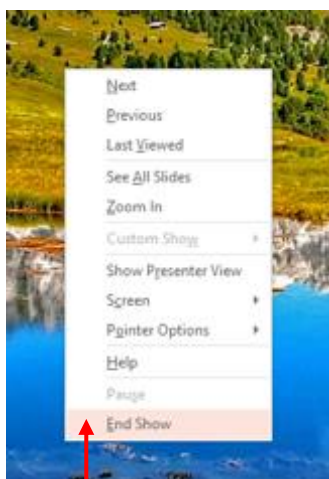 Next
Previous
Last Viewed
See All Slides
Zoom In
Custom Show
Show Presenter View
Screen
Pointer Options
Help
Pause
End Show